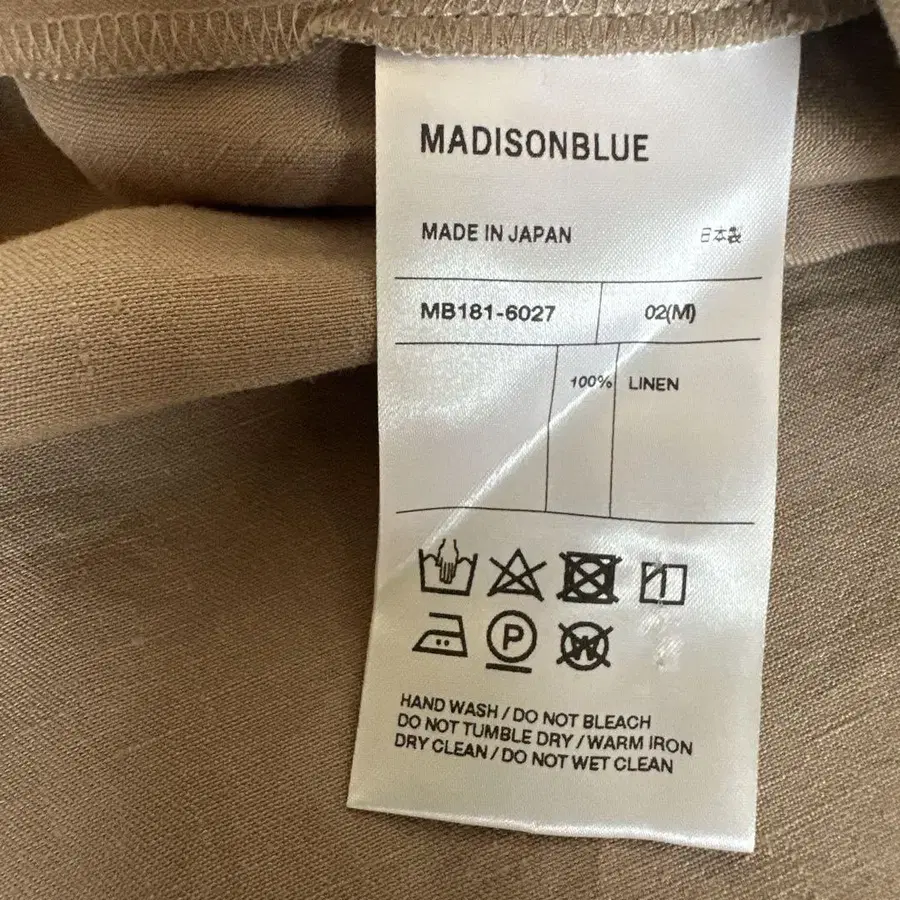 MADISONBLUE
MADE IN JAPAN 日本製
MB181-6027 02(M)
100% LINEN
P
W
HAND WASH / DO NOT BLEACH
DO NOT TUMBLE DRY / WARM IRON
DRY CLEAN / DO NOT WET CLEAN